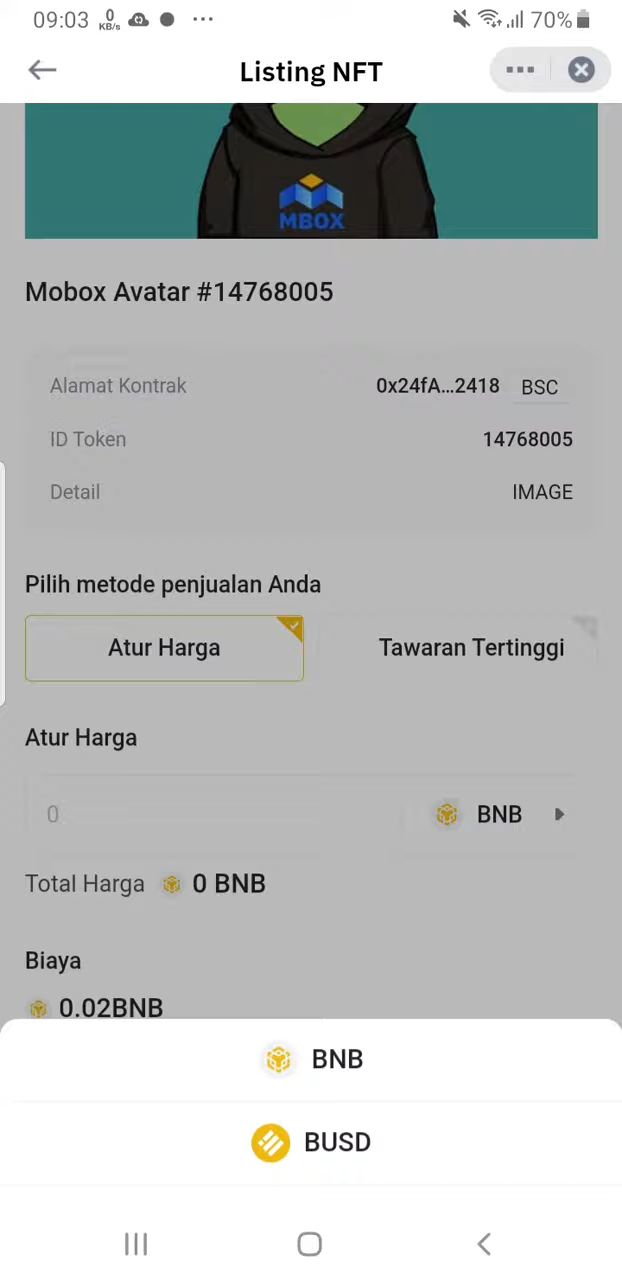 09:03 0 KB/s ... 70%
Listing NFT
MBOX
Mobox Avatar #14768005
Alamat Kontrak 0x24fA...2418 BSC
ID Token 14768005
Detail IMAGE
Pilih metode penjualan Anda
Atur Harga Tawaran Tertinggi
Atur Harga
0 BNB
Total Harga 0 BNB
Biaya
0.02BNB
BNB
BUSD